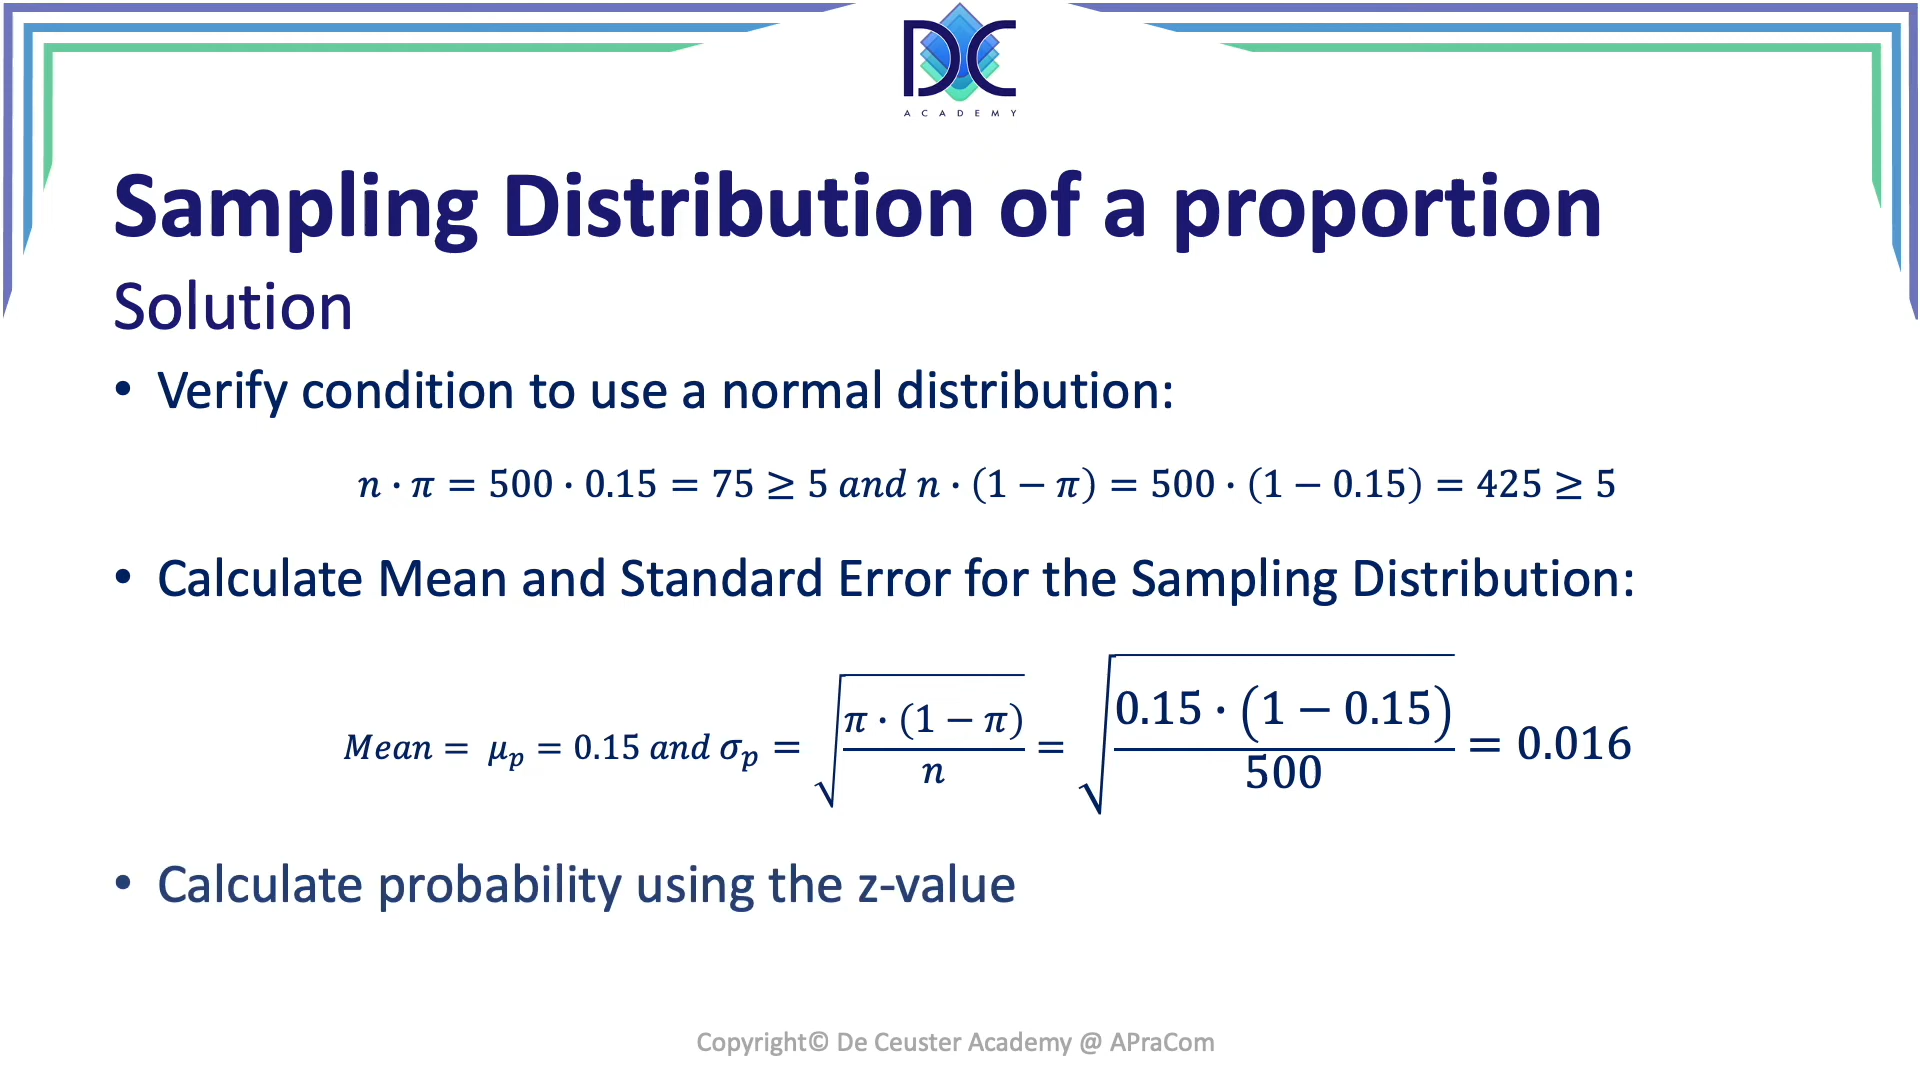 DC
ACADEMY
Sampling Distribution of a proportion
Solution
• Verify condition to use a normal distribution:
n · π = 500 · 0.15 = 75 ≥ 5 and n · (1 − π) = 500 · (1 − 0.15) = 425 ≥ 5
• Calculate Mean and Standard Error for the Sampling Distribution:
Mean = μₚ = 0.15 and σₚ = √(π · (1 − π) / n) = √(0.15 · (1 − 0.15) / 500) = 0.016
• Calculate probability using the z-value
Copyright© De Ceuster Academy @ APraCom